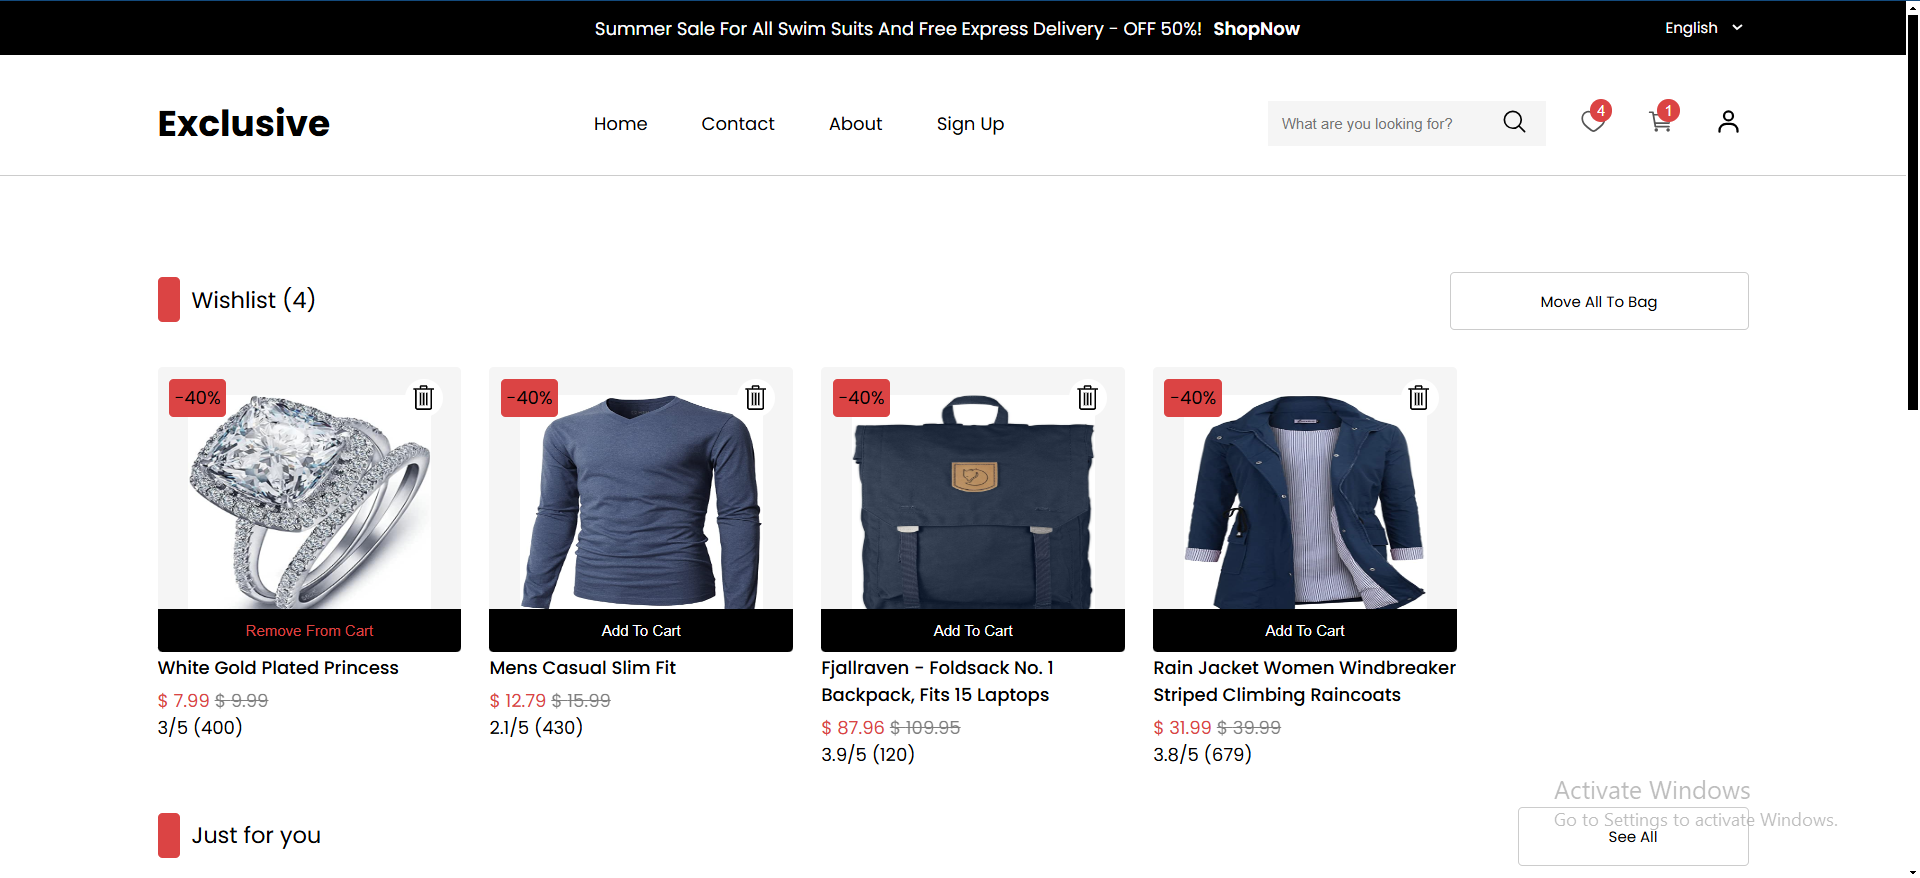 Summer Sale For All Swim Suits And Free Express Delivery - OFF 50%! ShopNow
English
Exclusive
Home
Contact
About
Sign Up
What are you looking for?
4
1
Wishlist (4)
Move All To Bag
-40%
-40%
-40%
-40%
Remove From Cart
Add To Cart
Add To Cart
Add To Cart
White Gold Plated Princess
$ 7.99 $ 9.99
3/5 (400)
Mens Casual Slim Fit
$ 12.79 $ 15.99
2.1/5 (430)
Fjallraven - Foldsack No. 1
Backpack, Fits 15 Laptops
$ 87.96 $ 109.95
3.9/5 (120)
Rain Jacket Women Windbreaker
Striped Climbing Raincoats
$ 31.99 $ 39.99
3.8/5 (679)
Just for you
See All
Activate Windows
Go to Settings to activate Windows.